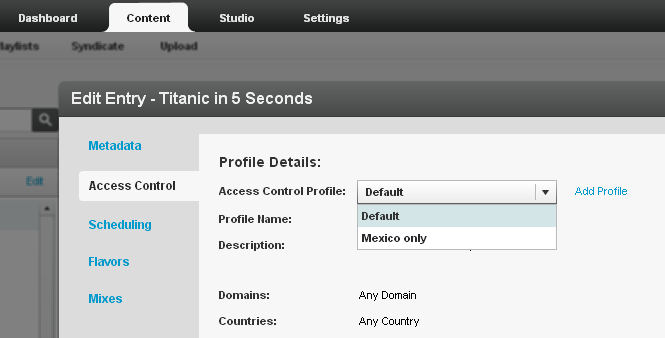 Dashboard Content Studio Settings
laylists Syndicate Upload
Edit Entry - Titanic in 5 Seconds
Metadata
Edit
Access Control
Scheduling
Flavors
Mixes
Profile Details:
Access Control Profile: Default Add Profile
Default
Mexico only
Profile Name:
Description:
Domains: Any Domain
Countries: Any Country